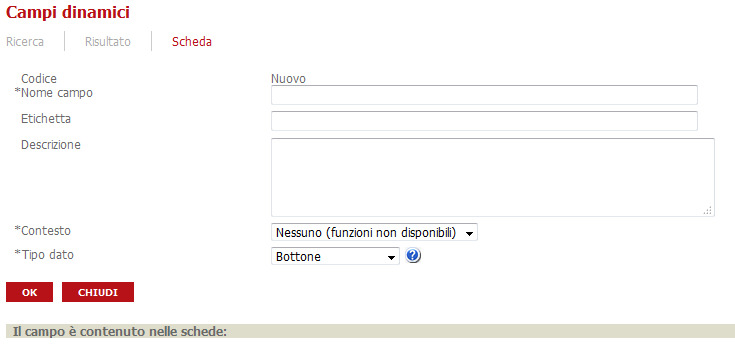 Campi dinamici
Ricerca Risultato Scheda
Codice Nuovo
*Nome campo
Etichetta
Descrizione
*Contesto Nessuno (funzioni non disponibili)
*Tipo dato Bottone ?
OK CHIUDI
Il campo è contenuto nelle schede: